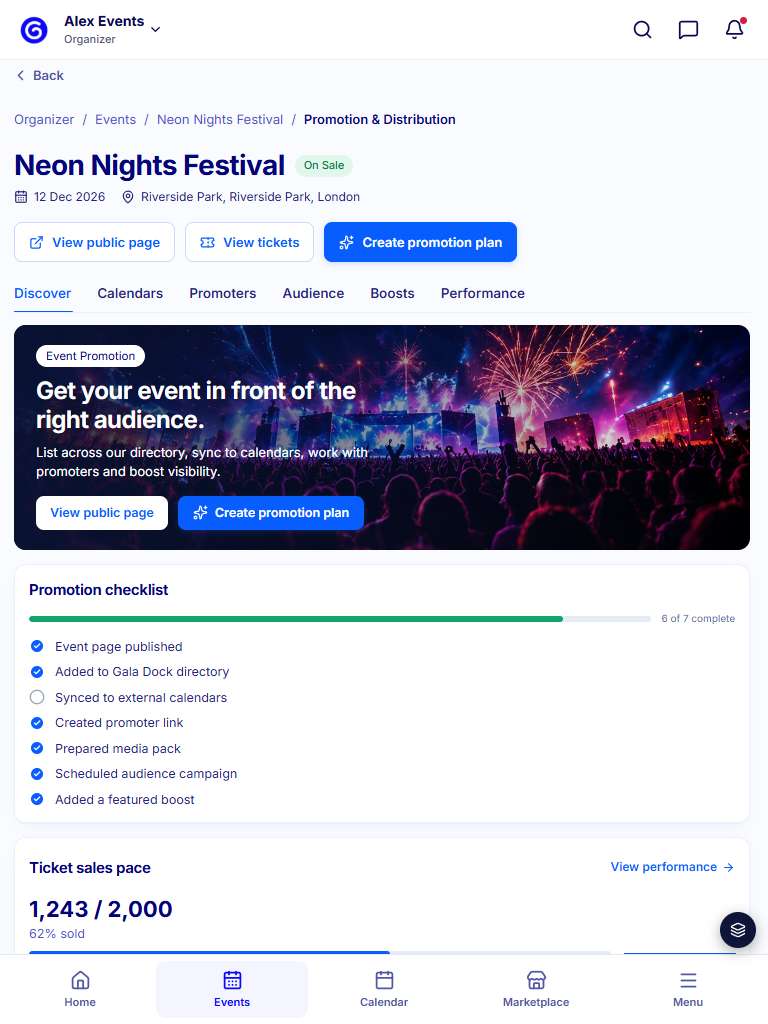 Alex Events
Organizer
Back
Organizer / Events / Neon Nights Festival / Promotion & Distribution
Neon Nights Festival On Sale
12 Dec 2026 Riverside Park, Riverside Park, London
View public page View tickets Create promotion plan
Discover Calendars Promoters Audience Boosts Performance
Event Promotion
Get your event in front of the
right audience.
List across our directory, sync to calendars, work with
promoters and boost visibility.
View public page Create promotion plan
Promotion checklist
6 of 7 complete
Event page published
Added to Gala Dock directory
Synced to external calendars
Created promoter link
Prepared media pack
Scheduled audience campaign
Added a featured boost
Ticket sales pace View performance →
1,243 / 2,000
62% sold
Home Events Calendar Marketplace Menu